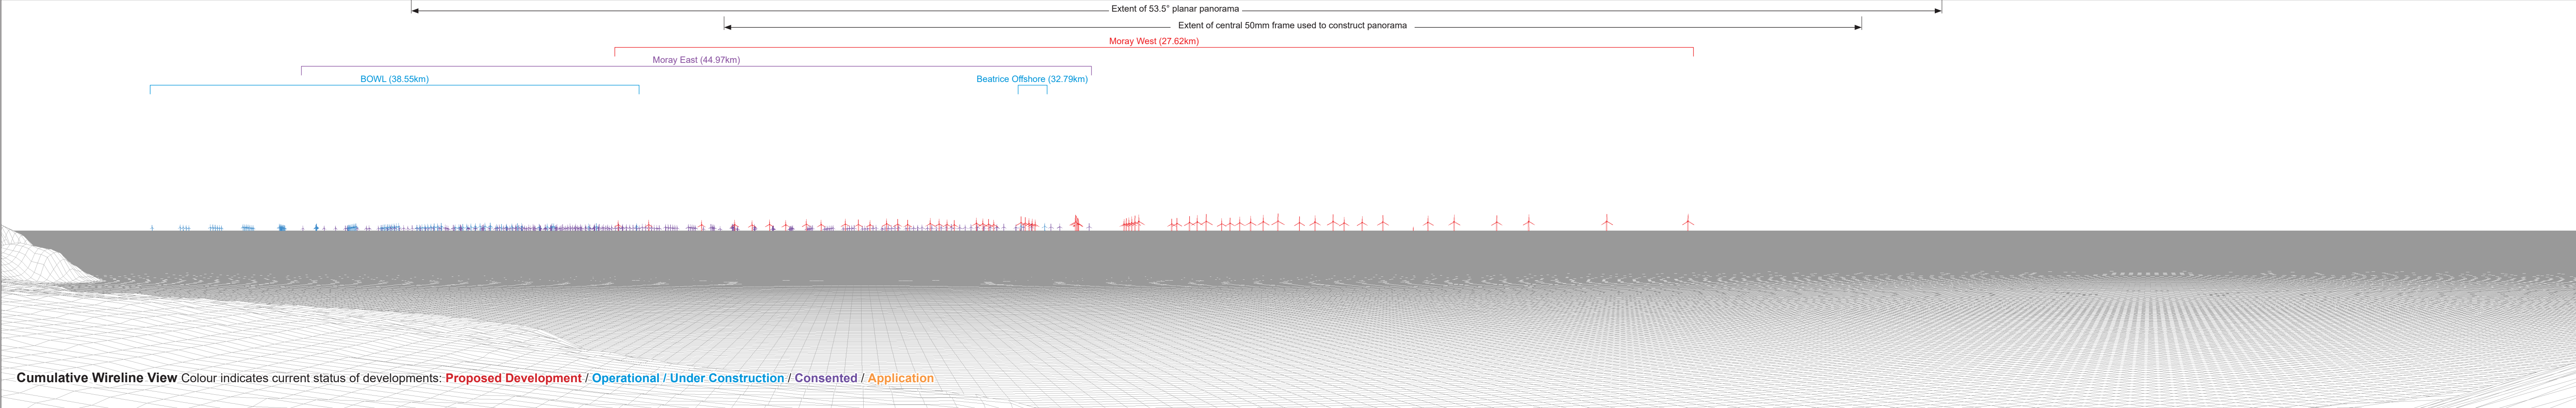 Extent of 53.5° planar panorama
Extent of central 50mm frame used to construct panorama
Moray West (27.62km)
Moray East (44.97km)
BOWL (38.55km)
Beatrice Offshore (32.79km)
Cumulative Wireline View Colour indicates current status of developments: Proposed Development / Operational / Under Construction / Consented / Application